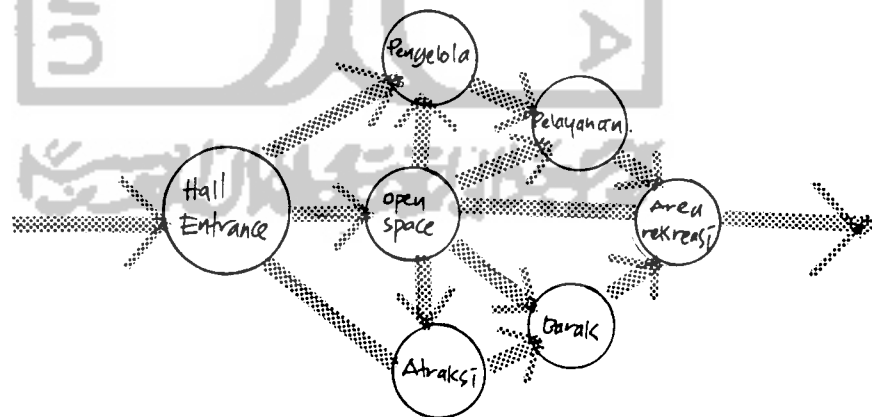 Pengelola
Pelayanan.
Hall
Entrance
open
space
Area
rekreasi
Barak
Atraksi